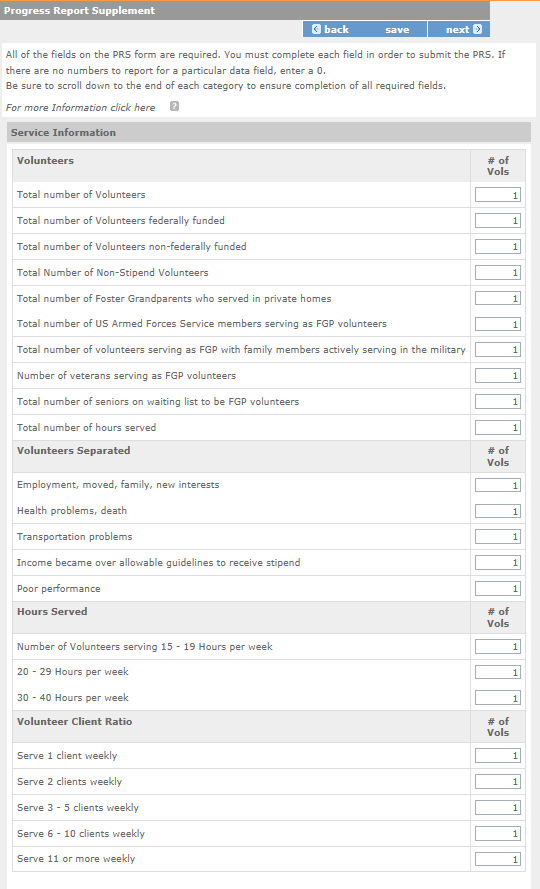 Progress Report Supplement
back save next
All of the fields on the PRS form are required. You must complete each field in order to submit the PRS. If
there are no numbers to report for a particular data field, enter a 0.
Be sure to scroll down to the end of each category to ensure completion of all required fields.
For more Information click here ?
Service Information
Volunteers # of
Vols
Total number of Volunteers 1
Total number of Volunteers federally funded 1
Total number of Volunteers non-federally funded 1
Total Number of Non-Stipend Volunteers 1
Total number of Foster Grandparents who served in private homes 1
Total number of US Armed Forces Service members serving as FGP volunteers 1
Total number of volunteers serving as FGP with family members actively serving in the military 1
Number of veterans serving as FGP volunteers 1
Total number of seniors on waiting list to be FGP volunteers 1
Total number of hours served 1
Volunteers Separated # of
Vols
Employment, moved, family, new interests 1
Health problems, death 1
Transportation problems 1
Income became over allowable guidelines to receive stipend 1
Poor performance 1
Hours Served # of
Vols
Number of Volunteers serving 15 - 19 Hours per week 1
20 - 29 Hours per week 1
30 - 40 Hours per week 1
Volunteer Client Ratio # of
Vols
Serve 1 client weekly 1
Serve 2 clients weekly 1
Serve 3 - 5 clients weekly 1
Serve 6 - 10 clients weekly 1
Serve 11 or more weekly 1